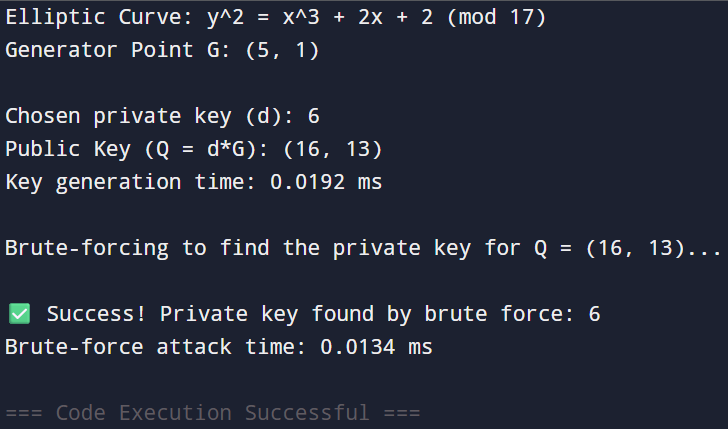 Elliptic Curve: y^2 = x^3 + 2x + 2 (mod 17)
Generator Point G: (5, 1)
Chosen private key (d): 6
Public Key (Q = d*G): (16, 13)
Key generation time: 0.0192 ms
Brute-forcing to find the private key for Q = (16, 13)...
✅ Success! Private key found by brute force: 6
Brute-force attack time: 0.0134 ms
=== Code Execution Successful ===